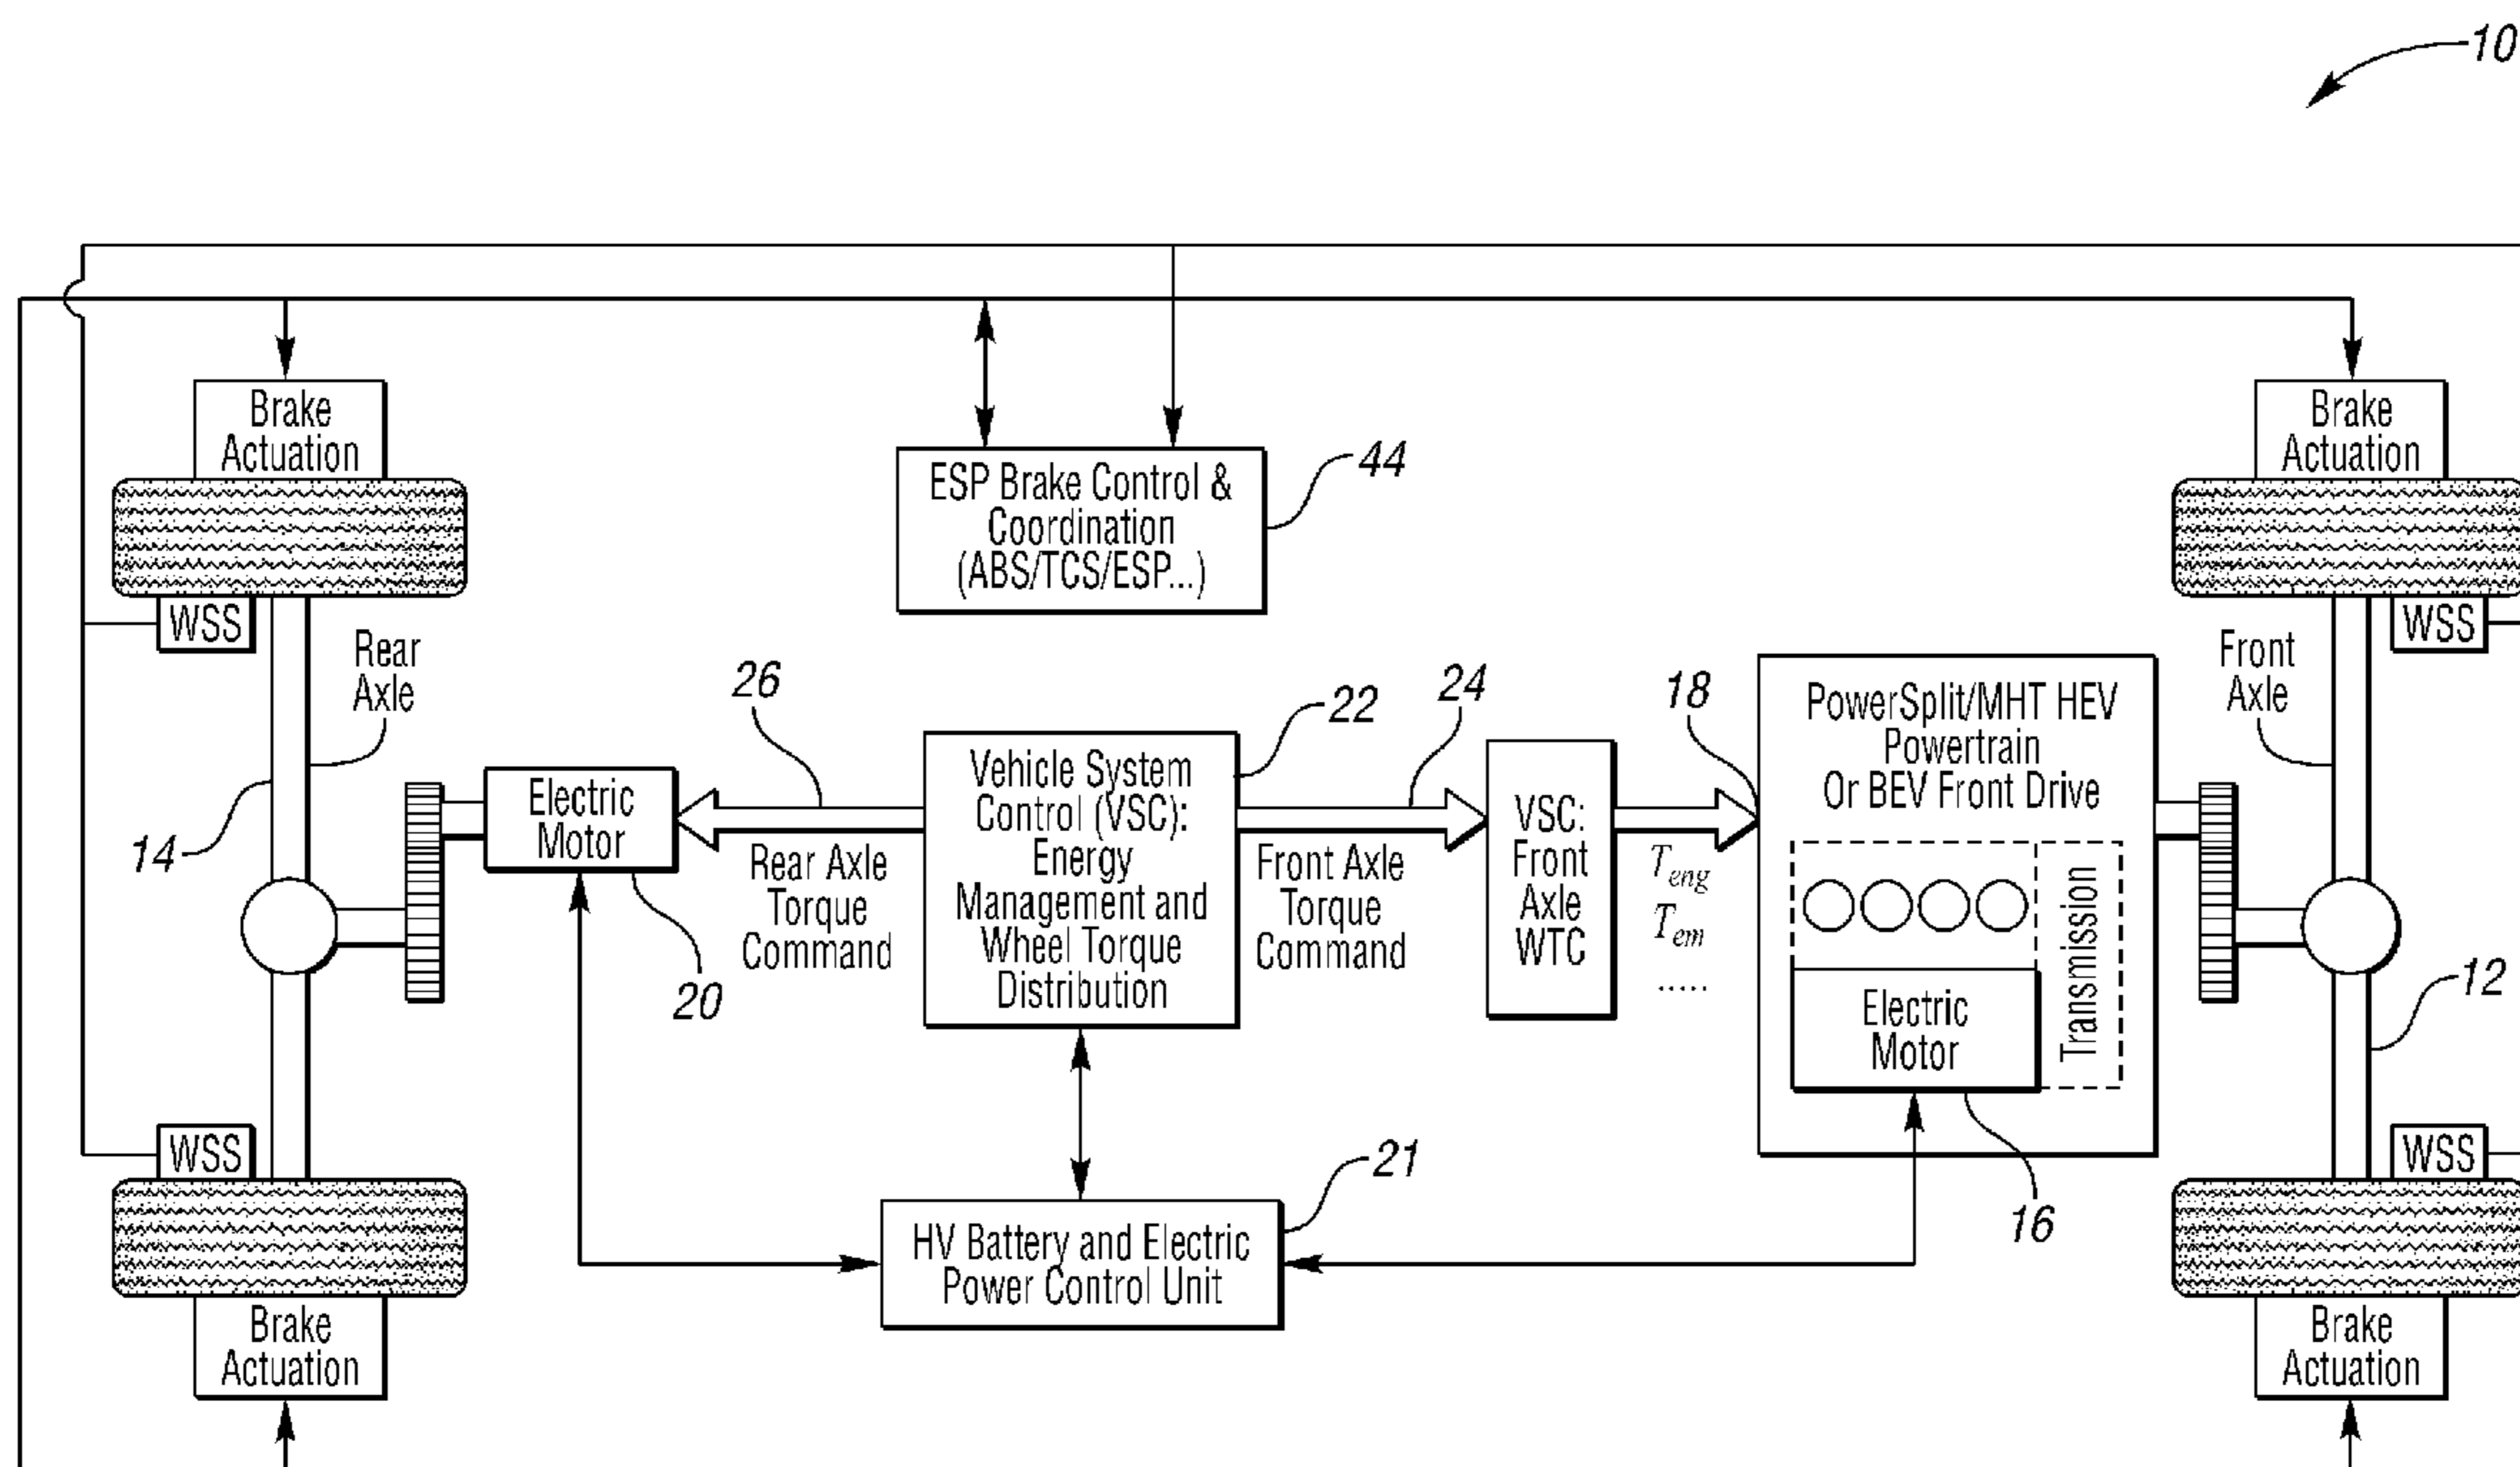 10
Brake
Actuation
Brake
Actuation
ESP Brake Control &
Coordination
(ABS/TCS/ESP...)
44
WSS
WSS
Rear
Axle
Front
Axle
26
22
24
18
PowerSplit/MHT HEV
Powertrain
Or BEV Front Drive
14
Electric
Motor
20
Rear Axle
Torque
Command
Vehicle System
Control (VSC):
Energy
Management and
Wheel Torque
Distribution
Front Axle
Torque
Command
VSC:
Front
Axle
WTC
Teng
Tem
.....
Transmission
Electric
Motor
12
16
WSS
WSS
21
HV Battery and Electric
Power Control Unit
Brake
Actuation
Brake
Actuation